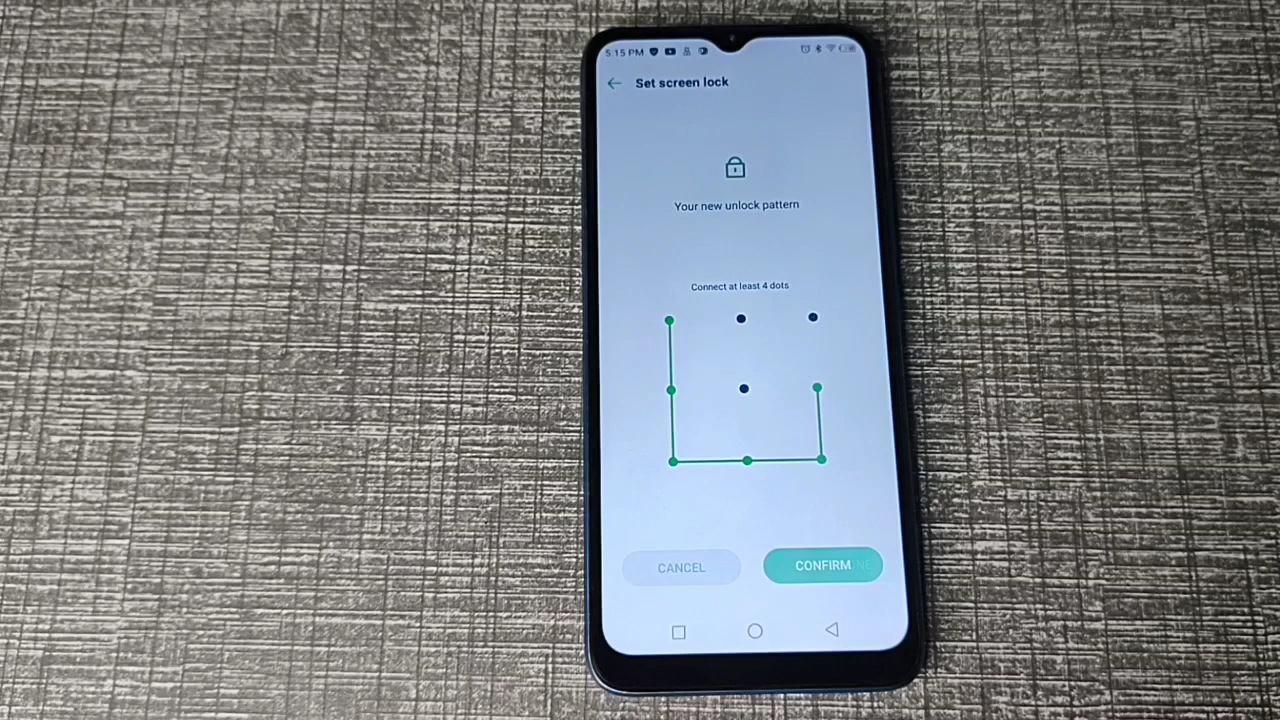 5:15 PM
Set screen lock
Your new unlock pattern
Connect at least 4 dots
CANCEL
CONFIRM